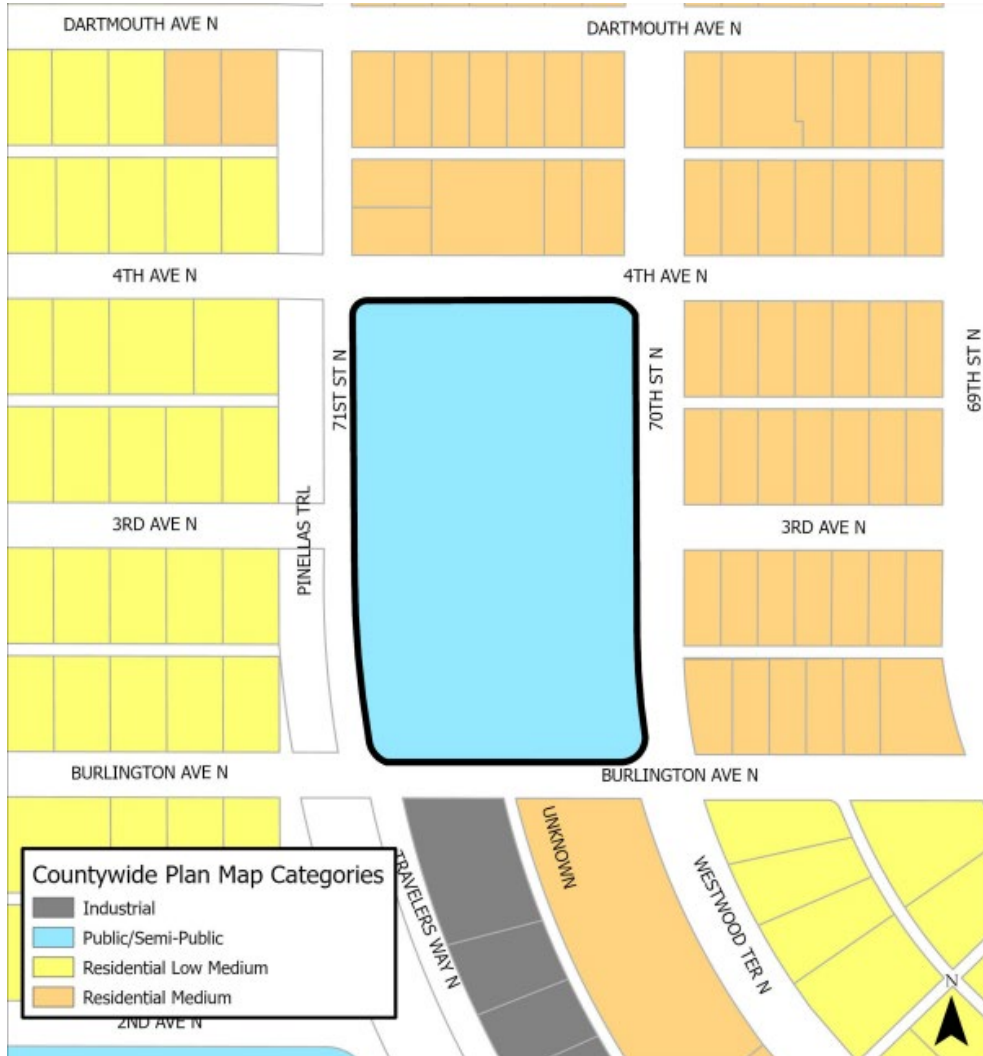 DARTMOUTH AVE N
DARTMOUTH AVE N
4TH AVE N
4TH AVE N
71ST ST N
70TH ST N
69TH ST N
PINELLAS TRL
3RD AVE N
3RD AVE N
BURLINGTON AVE N
BURLINGTON AVE N
UNKNOWN
TRAVELERS WAY N
WESTWOOD TER N
Countywide Plan Map Categories
Industrial
Public/Semi-Public
Residential Low Medium
Residential Medium
N
2ND AVE N